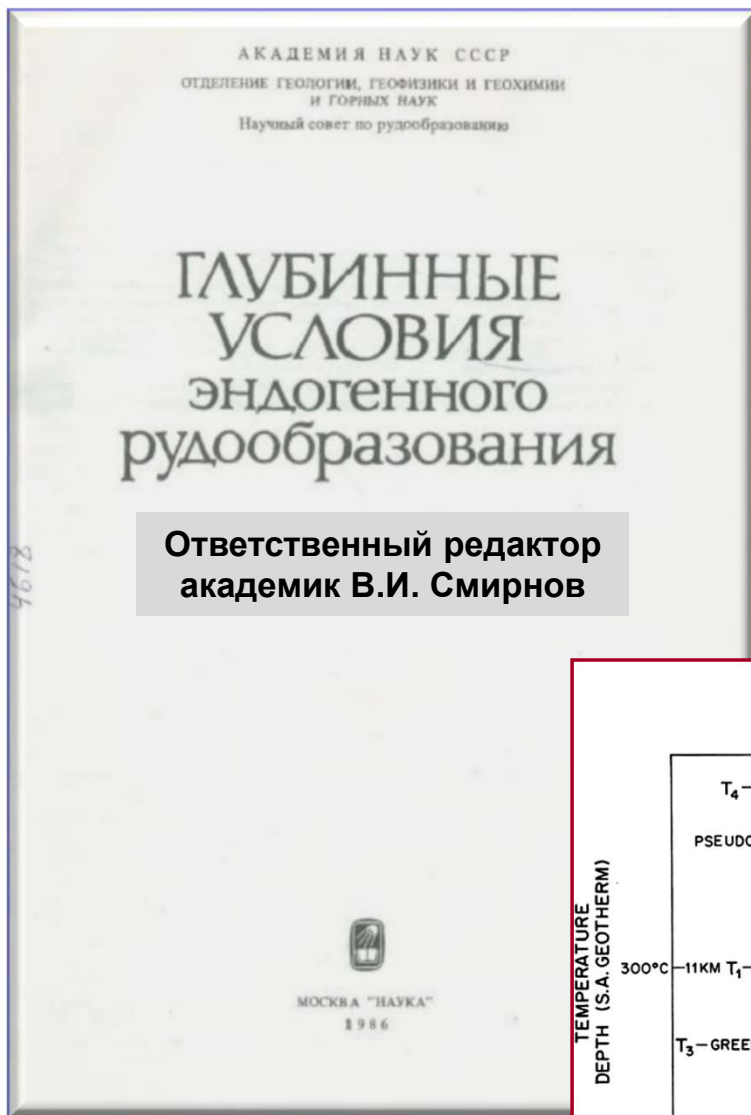 АКАДЕМИЯ НАУК СССР
ОТДЕЛЕНИЕ ГЕОЛОГИИ, ГЕОФИЗИКИ И ГЕОХИМИИ
И ГОРНЫХ НАУК
Научный совет по рудообразованию
ГЛУБИННЫЕ
УСЛОВИЯ
эндогенного
рудообразования
Ответственный редактор
академик В.И. Смирнов
4618
МОСКВА "НАУКА"
1986
TEMPERATURE
DEPTH (S.A. GEOTHERM)
T₄—
PSEUDO
300°C —11KM T₁—
T₃—GREE